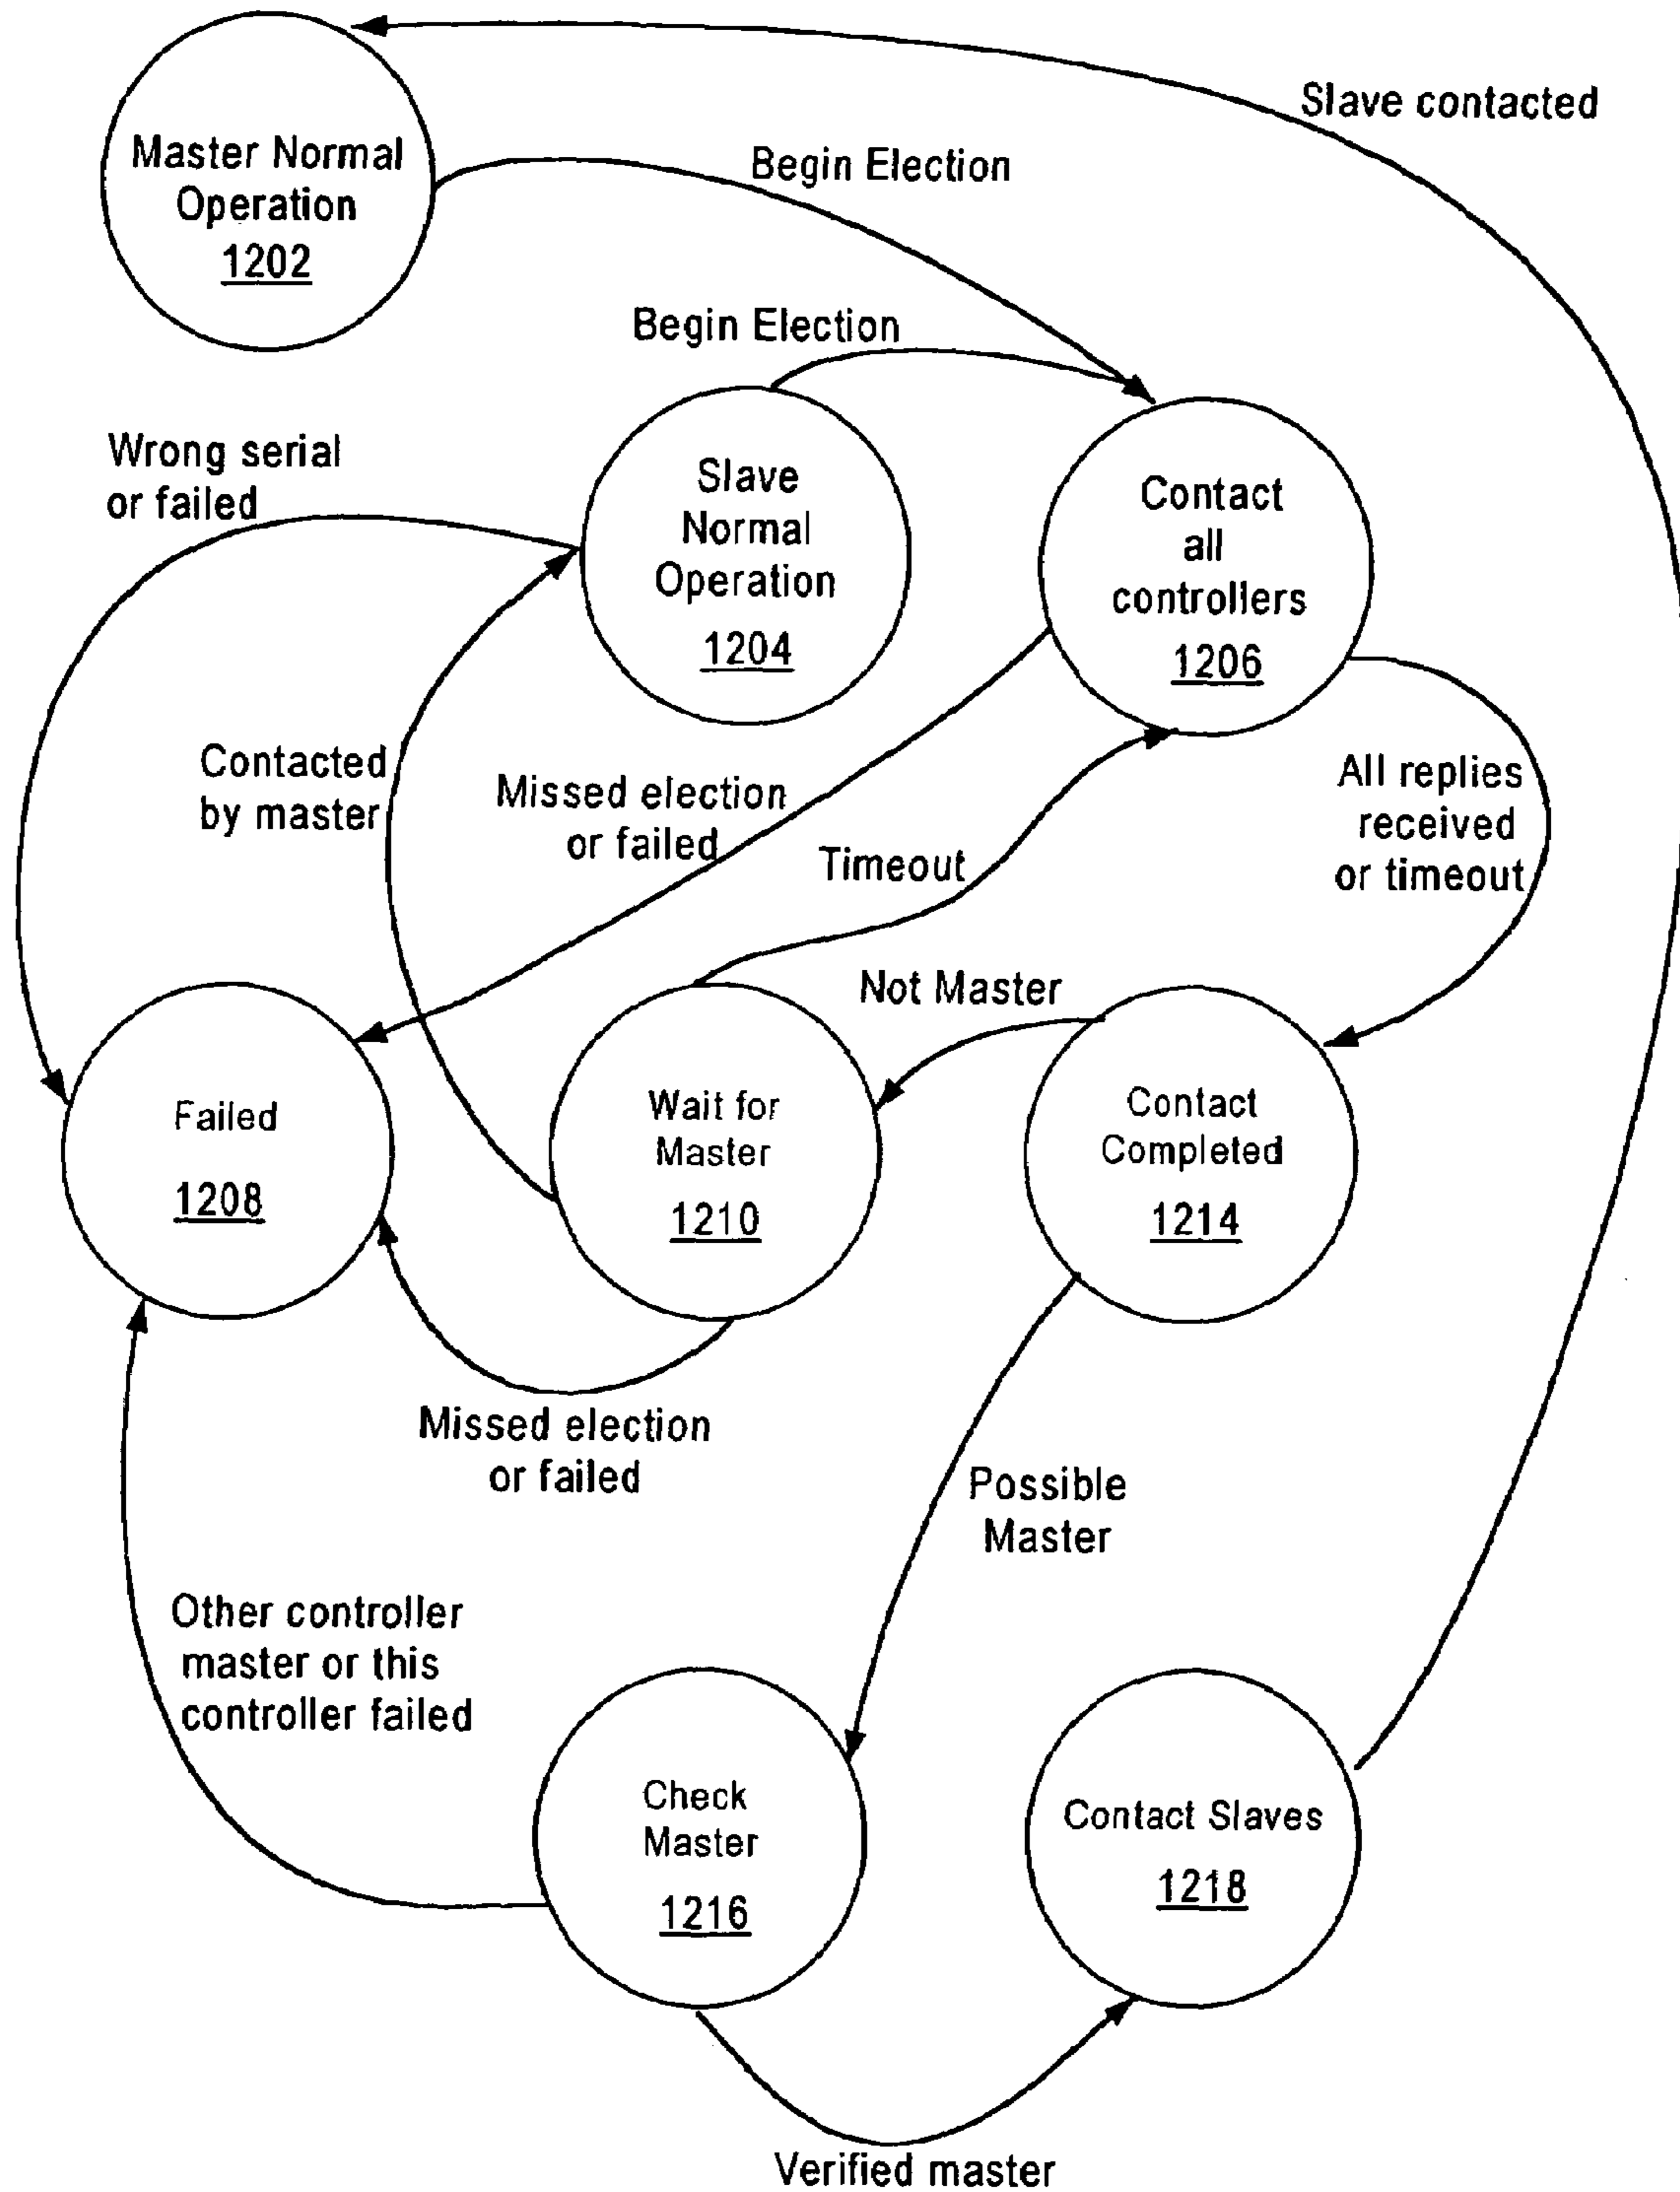 Slave contacted
Master Normal
Operation
1202
Begin Election
Begin Election
Wrong serial
or failed
Slave
Normal
Operation
1204
Contact
all
controllers
1206
Contacted
by master
Missed election
or failed
Timeout
All replies
received
or timeout
Not Master
Failed
1208
Wait for
Master
1210
Contact
Completed
1214
Missed election
or failed
Possible
Master
Other controller
master or this
controller failed
Check
Master
1216
Contact Slaves
1218
Verified master